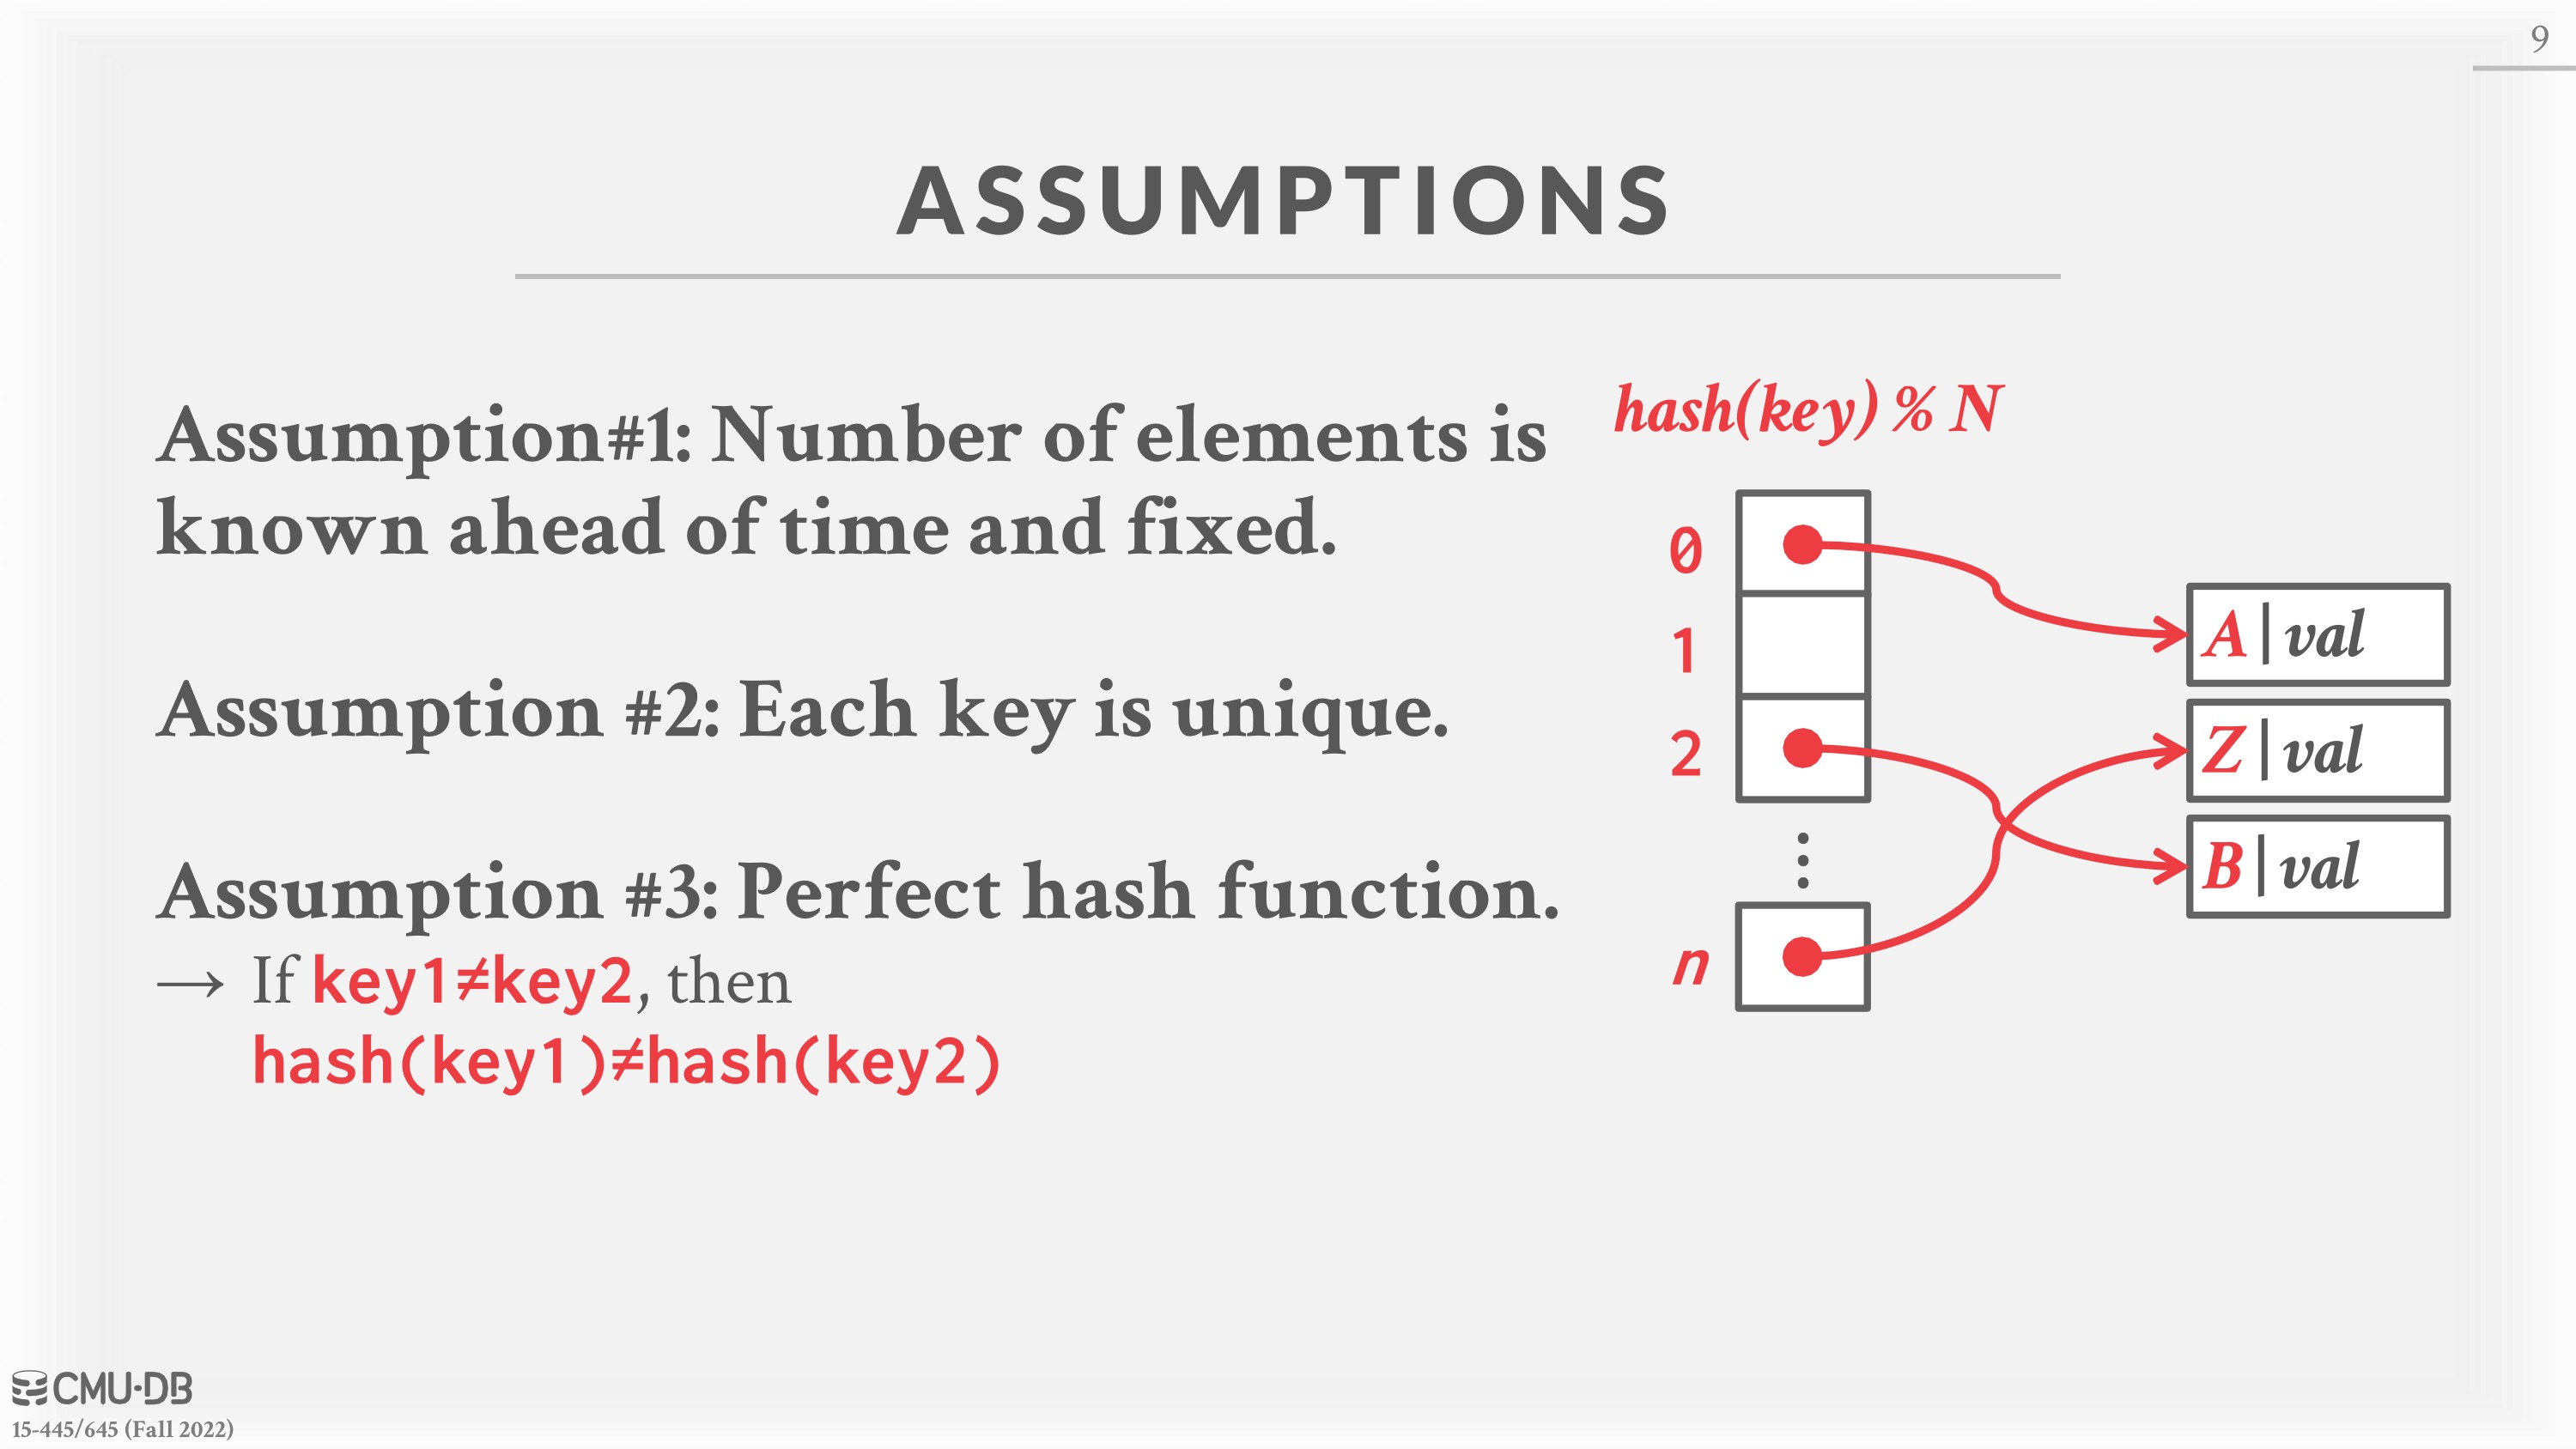 9
ASSUMPTIONS
Assumption#1: Number of elements is
known ahead of time and fixed.
Assumption #2: Each key is unique.
Assumption #3: Perfect hash function.
→ If key1≠key2, then
hash(key1)≠hash(key2)
hash(key) % N
0
1
2
⋮
n
A|val
Z|val
B|val
CMU·DB
15-445/645 (Fall 2022)